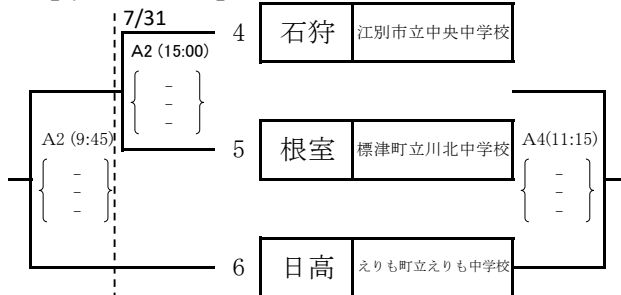 7/31
4 石狩 江別市立中央中学校
A2 (15:00)
-
-
-
A2 (9:45)
5 根室 標津町立川北中学校
A4(11:15)
-
-
-
-
-
-
6 日高 えりも町立えりも中学校